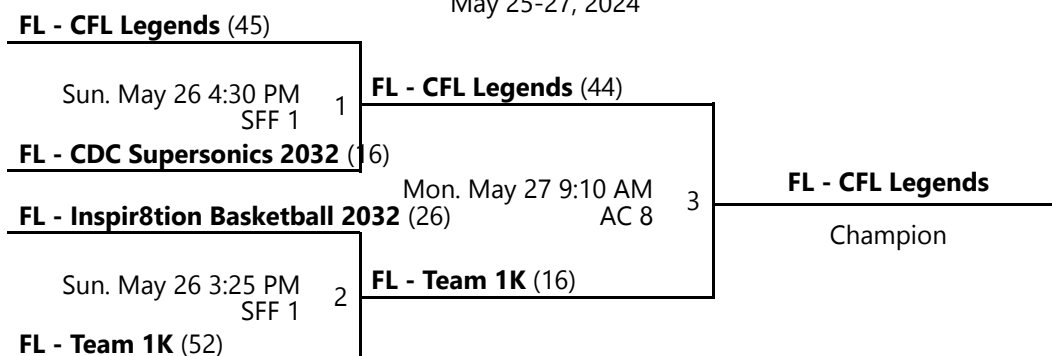 May 25-27, 2024
FL - CFL Legends (45)
Sun. May 26 4:30 PM
SFF 1
1
FL - CFL Legends (44)
FL - CDC Supersonics 2032 (16)
Mon. May 27 9:10 AM
AC 8
3
FL - CFL Legends
Champion
FL - Inspir8tion Basketball 2032 (26)
Sun. May 26 3:25 PM
SFF 1
2
FL - Team 1K (16)
FL - Team 1K (52)